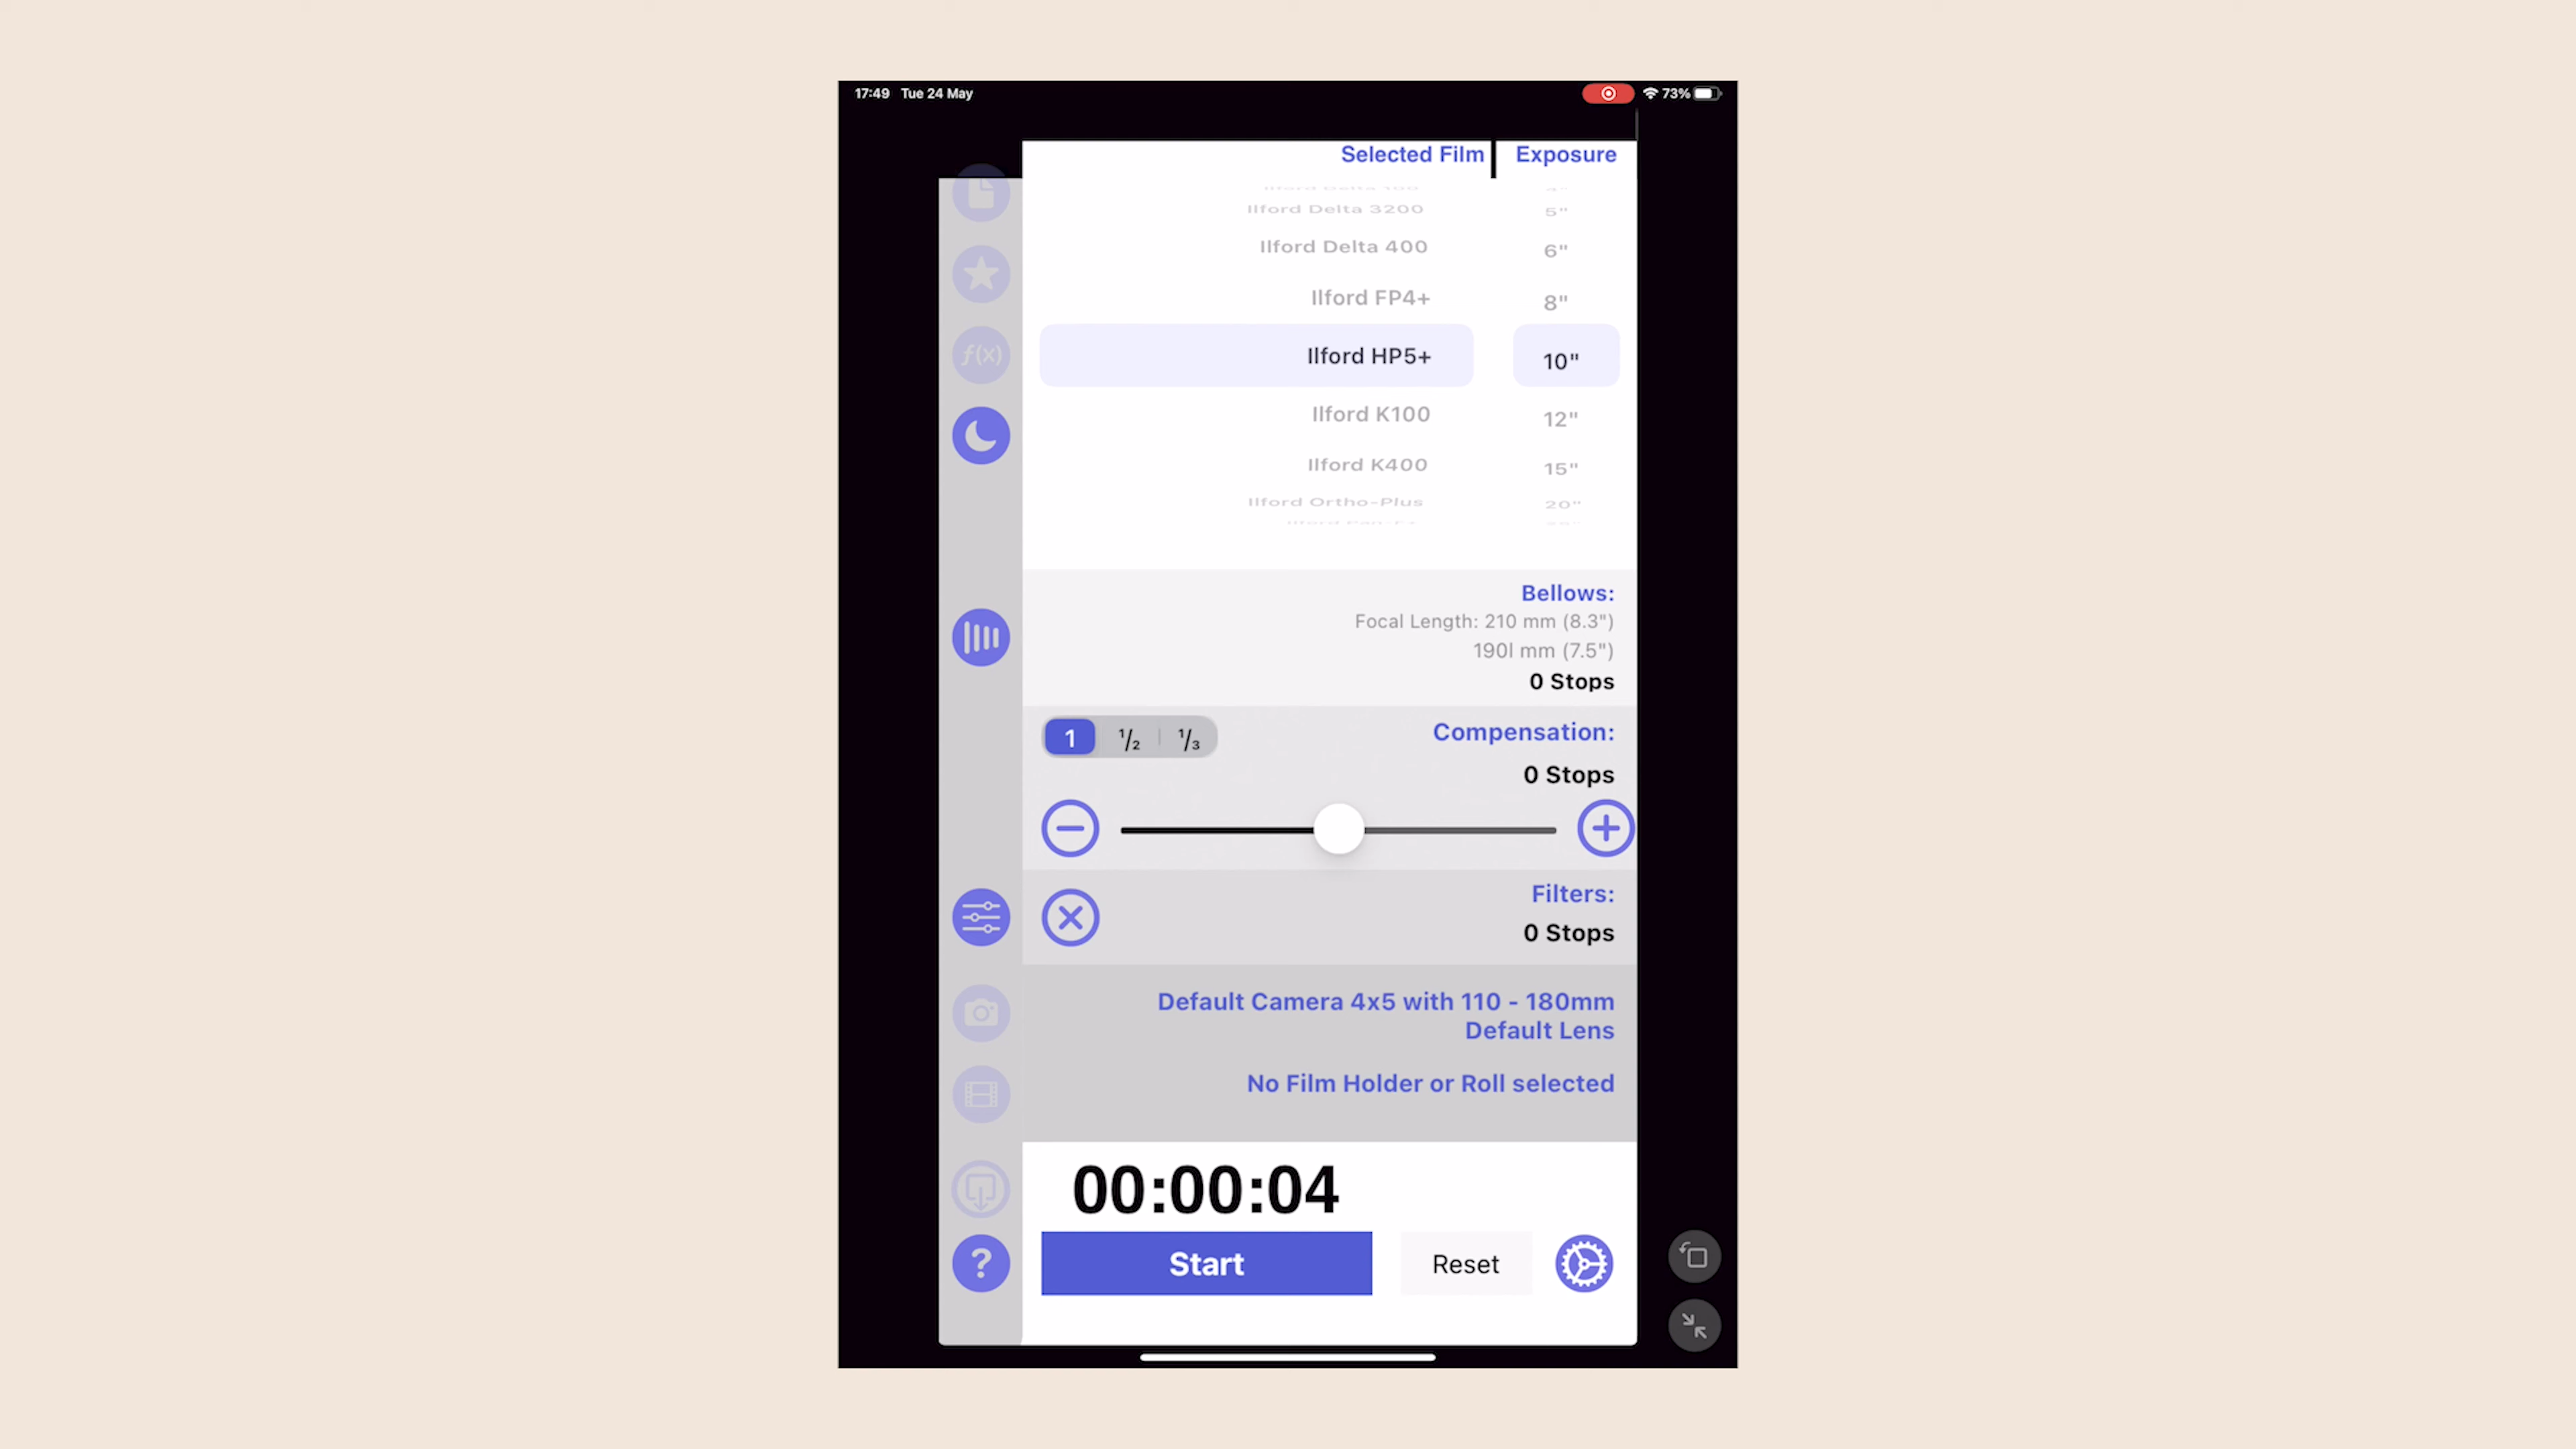 17:49 Tue 24 May
73%
Selected Film Exposure
Ilford Delta 3200 5"
Ilford Delta 400 6"
Ilford FP4+ 8"
Ilford HP5+ 10"
Ilford K100 12"
Ilford K400 15"
Ilford Ortho-Plus 20"
f(x)
Bellows:
Focal Length: 210 mm (8.3")
190l mm (7.5")
0 Stops
1 1/2 1/3
Compensation:
0 Stops
Filters:
0 Stops
Default Camera 4x5 with 110 - 180mm
Default Lens
No Film Holder or Roll selected
00:00:04
? Start Reset